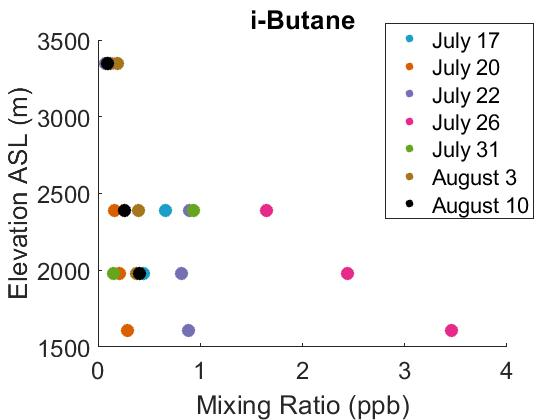 i-Butane
3500
3000
2500
2000
1500
Elevation ASL (m)
0 1 2 3 4
Mixing Ratio (ppb)
July 17
July 20
July 22
July 26
July 31
August 3
August 10